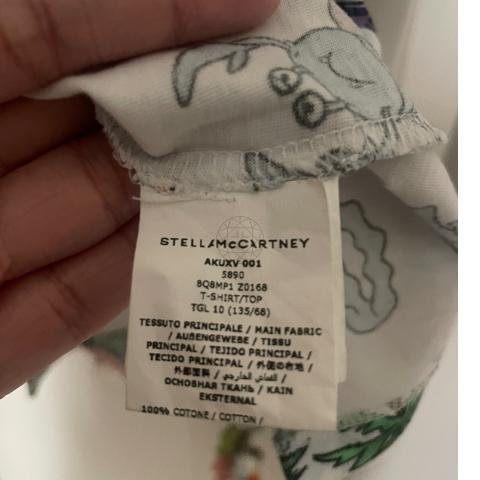 STELLA McCARTNEY
AKUXV 001
5890
8Q8MP1 Z0168
T-SHIRT/TOP
TGL 10 (135/68)
TESSUTO PRINCIPALE / MAIN FABRIC
/ AUßENGEWEBE / TISSU
PRINCIPAL / TEJIDO PRINCIPAL /
TECIDO PRINCIPAL / 外側の布地 /
外部面料 / القماش الخارجي /
ОСНОВНАЯ ТКАНЬ / KAIN
EKSTERNAL
100% COTONE / COTTON /